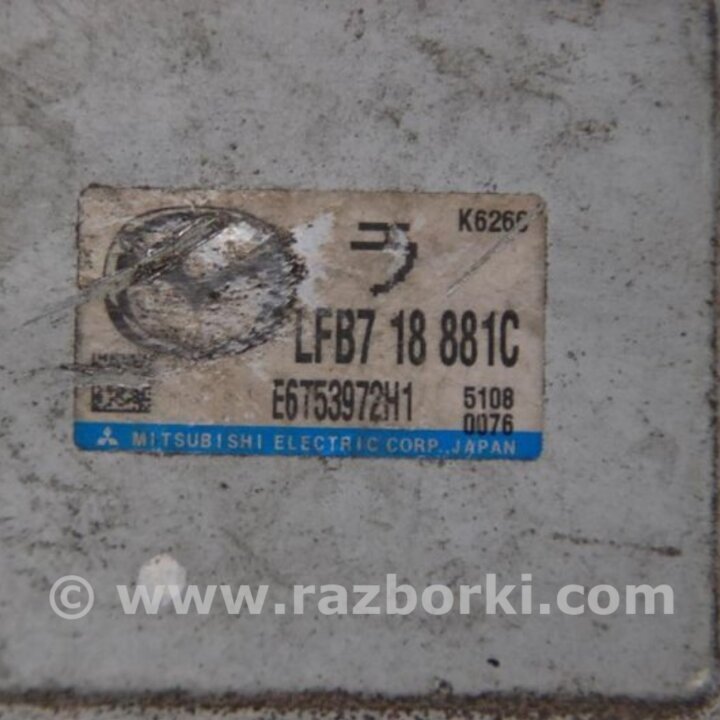 K6266
LFB7 18 881C
E6T53972H1
5108
0076
MITSUBISHI ELECTRIC CORP., JAPAN
© www.razborki.com